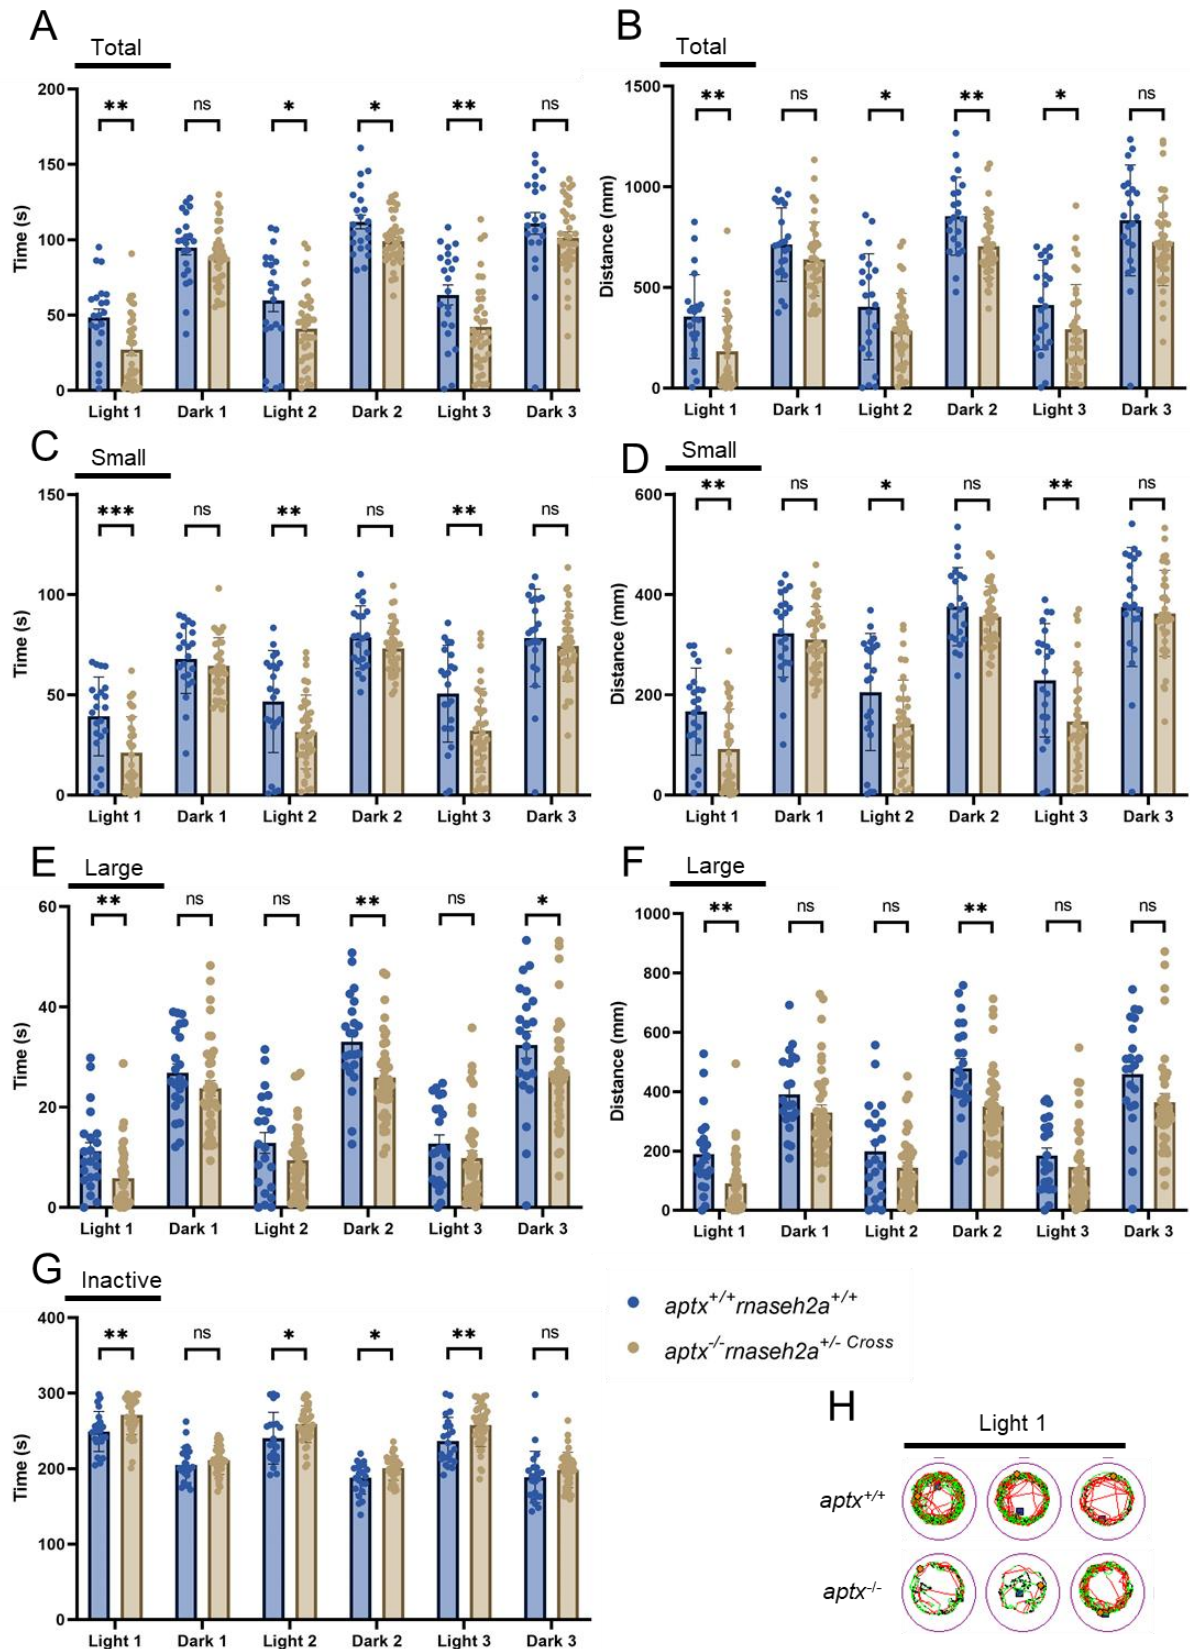 A
Total
Time (s)
200
150
100
50
0
** ns * * ** ns
Light 1 Dark 1 Light 2 Dark 2 Light 3 Dark 3
B
Total
Distance (mm)
1500
1000
500
0
** ns * ** * ns
Light 1 Dark 1 Light 2 Dark 2 Light 3 Dark 3
C
Small
Time (s)
150
100
50
0
*** ns ** ns ** ns
Light 1 Dark 1 Light 2 Dark 2 Light 3 Dark 3
D
Small
Distance (mm)
600
400
200
0
** ns * ns ** ns
Light 1 Dark 1 Light 2 Dark 2 Light 3 Dark 3
E
Large
Time (s)
60
40
20
0
** ns ns ** ns *
Light 1 Dark 1 Light 2 Dark 2 Light 3 Dark 3
F
Large
Distance (mm)
1000
800
600
400
200
0
** ns ns ** ns ns
Light 1 Dark 1 Light 2 Dark 2 Light 3 Dark 3
G
Inactive
Time (s)
400
300
200
100
0
** ns * * ** ns
Light 1 Dark 1 Light 2 Dark 2 Light 3 Dark 3
aptx+/+rnaseh2a+/+
aptx-/-rnaseh2a+/- Cross
H
Light 1
aptx+/+
aptx-/-